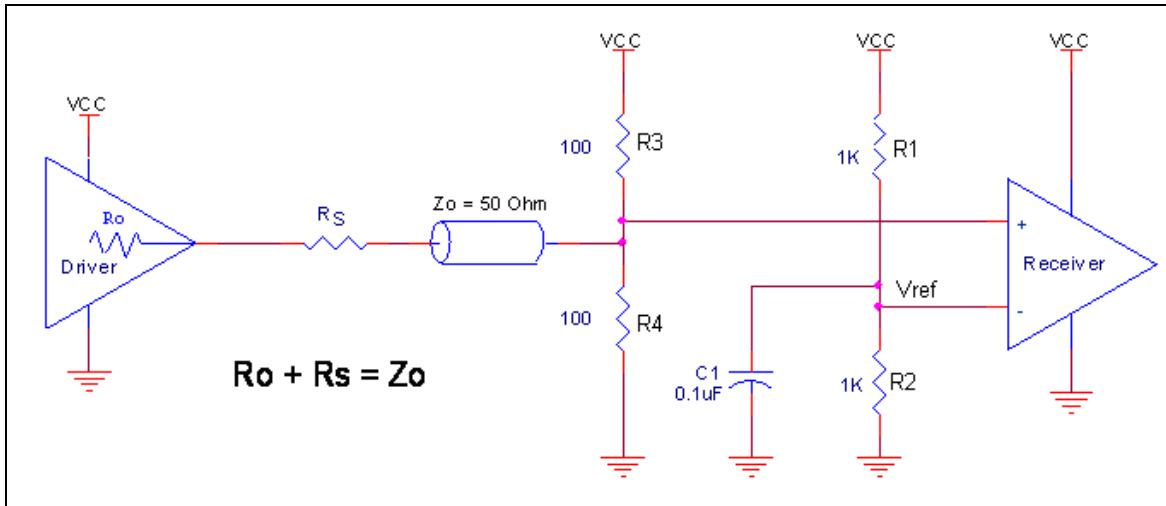 VCC
VCC
VCC
VCC
100
R3
1K
R1
Zo = 50 Ohm
Ro
RS
+
Driver
Receiver
Vref
-
100
R4
Ro + Rs = Zo
C1
0.1uF
1K
R2